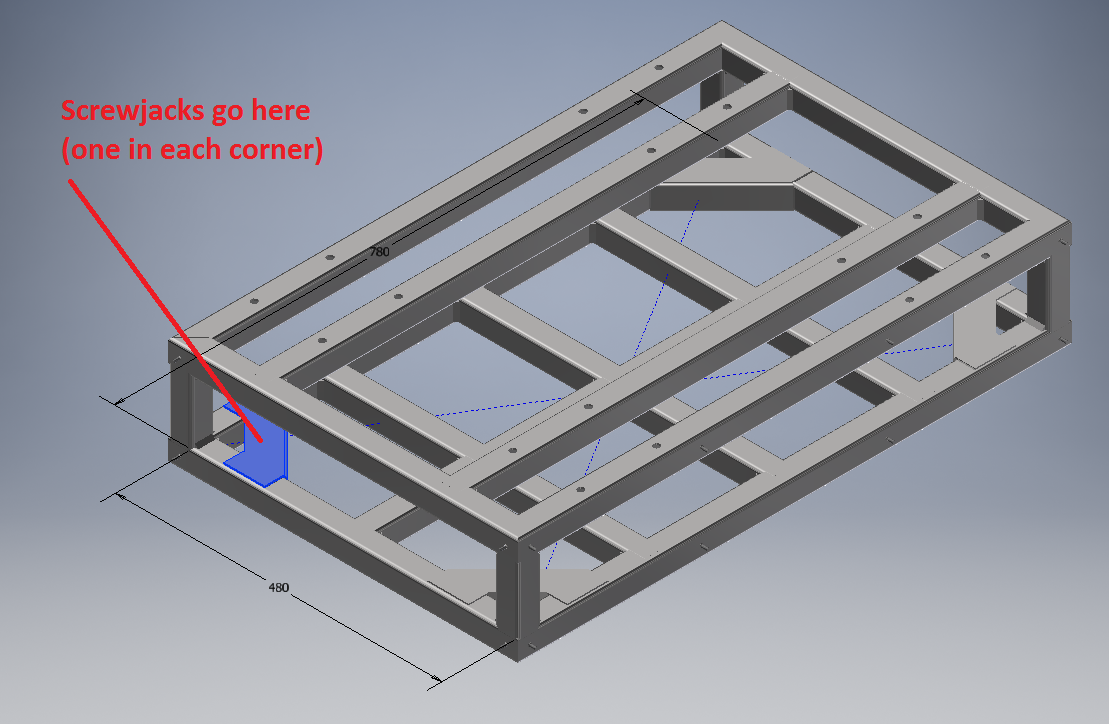 Screwjacks go here
(one in each corner)
780
480